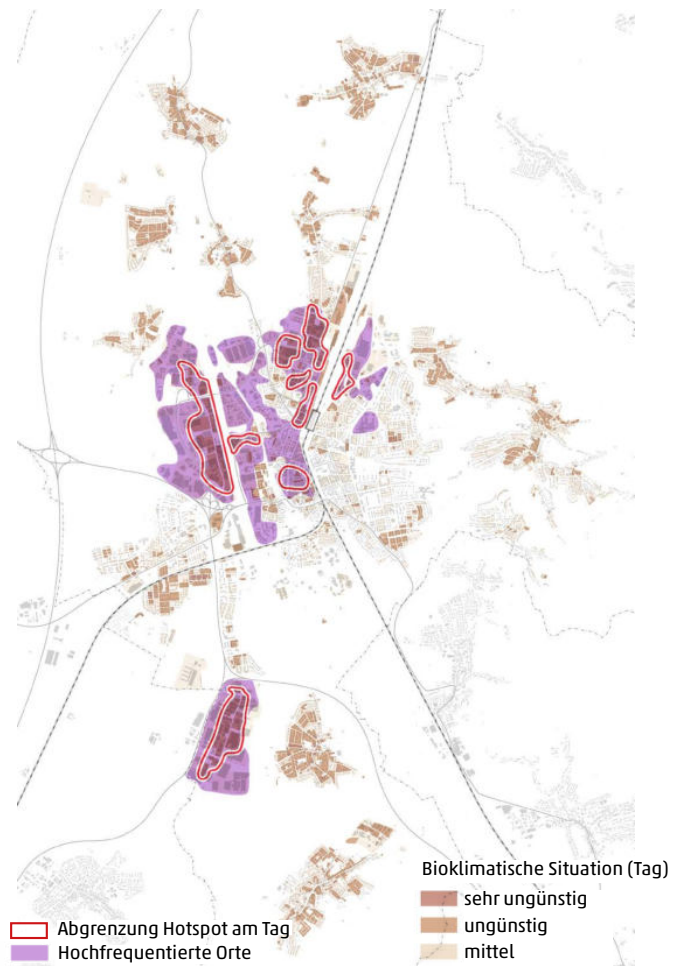 Bioklimatische Situation (Tag)
sehr ungünstig
ungünstig
mittel
Abgrenzung Hotspot am Tag
Hochfrequentierte Orte